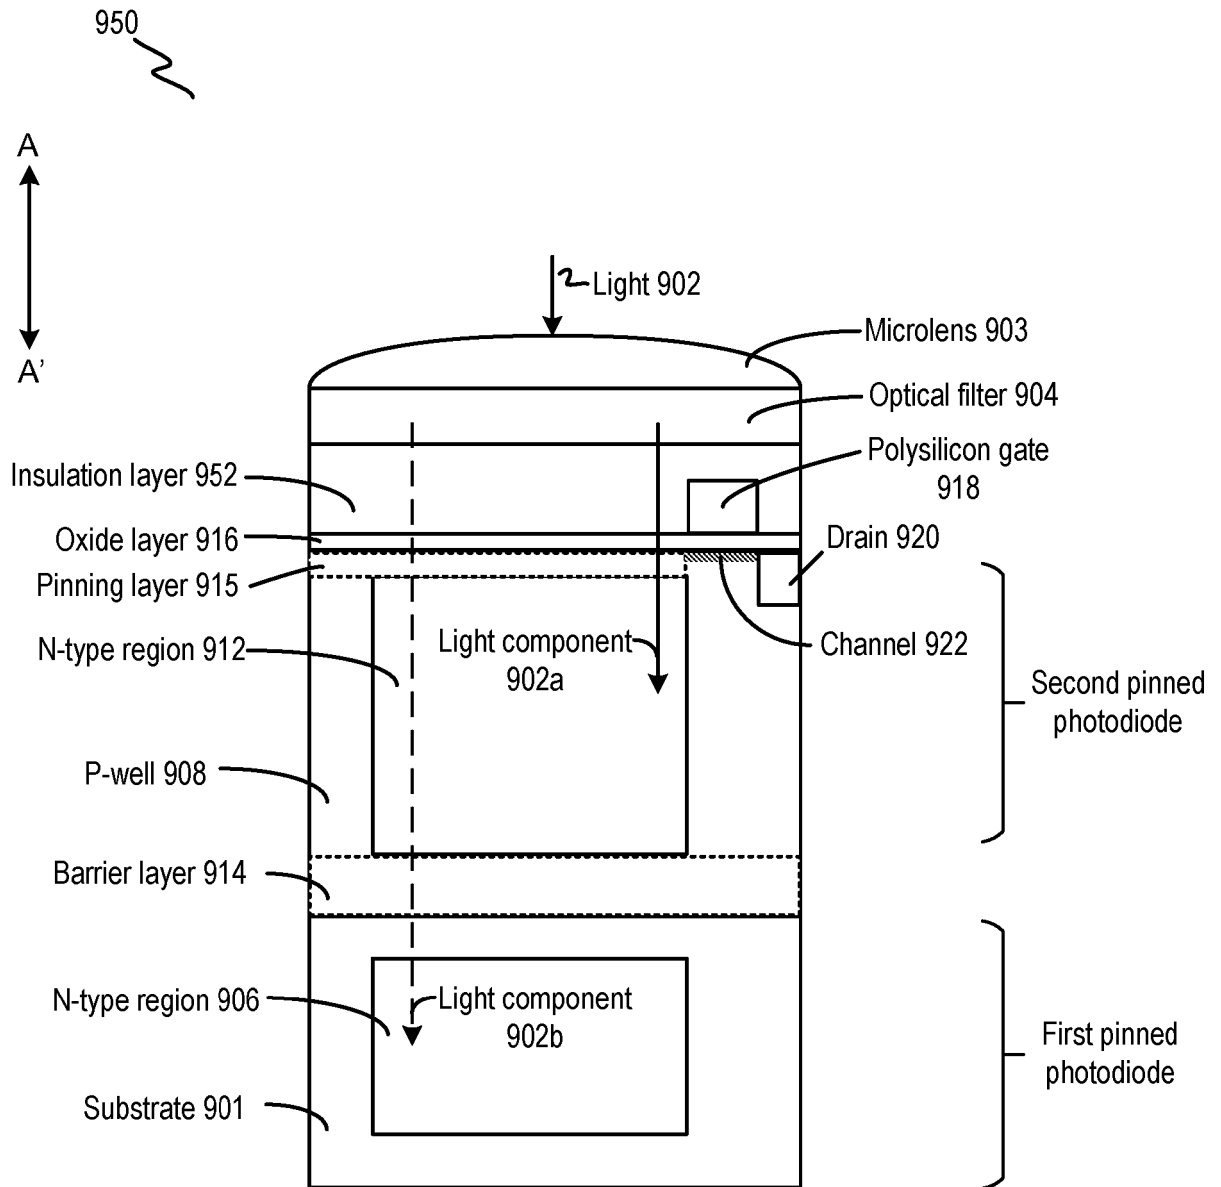 950
A
A'
Light 902
Microlens 903
Optical filter 904
Polysilicon gate
918
Insulation layer 952
Oxide layer 916
Drain 920
Pinning layer 915
N-type region 912
Light component
902a
Channel 922
Second pinned
photodiode
P-well 908
Barrier layer 914
N-type region 906
Light component
902b
First pinned
photodiode
Substrate 901